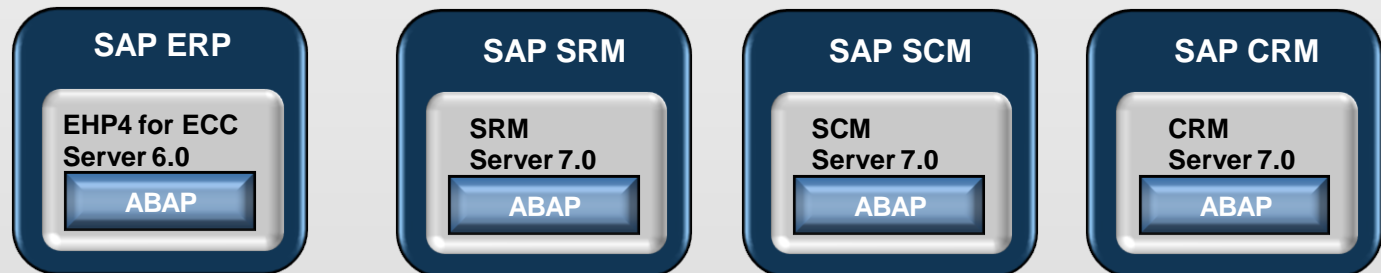 SAP ERP
EHP4 for ECC
Server 6.0
ABAP
SAP SRM
SRM
Server 7.0
ABAP
SAP SCM
SCM
Server 7.0
ABAP
SAP CRM
CRM
Server 7.0
ABAP